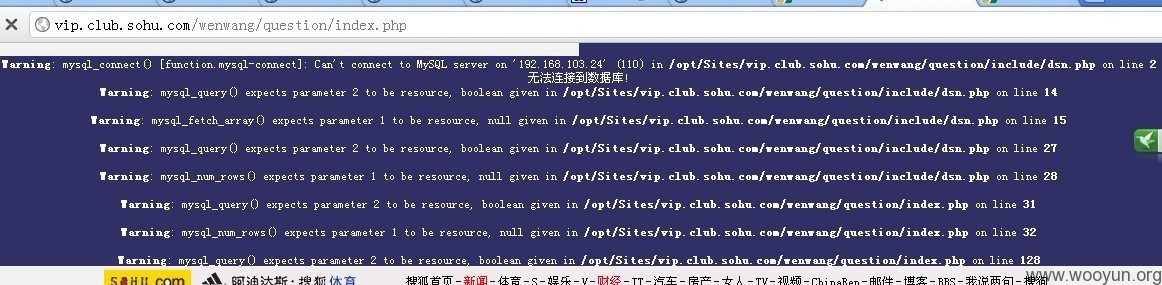 vip.club.sohu.com/wenwang/question/index.php
Warning: mysql_connect() [function.mysql-connect]: Can't connect to MySQL server on '192.168.103.24' (110) in /opt/Sites/vip.club.sohu.com/wenwang/question/include/dsn.php on line 2
无法连接到数据库!
Warning: mysql_query() expects parameter 2 to be resource, boolean given in /opt/Sites/vip.club.sohu.com/wenwang/question/include/dsn.php on line 14
Warning: mysql_fetch_array() expects parameter 1 to be resource, null given in /opt/Sites/vip.club.sohu.com/wenwang/question/include/dsn.php on line 15
Warning: mysql_query() expects parameter 2 to be resource, boolean given in /opt/Sites/vip.club.sohu.com/wenwang/question/include/dsn.php on line 27
Warning: mysql_num_rows() expects parameter 1 to be resource, null given in /opt/Sites/vip.club.sohu.com/wenwang/question/include/dsn.php on line 28
Warning: mysql_query() expects parameter 2 to be resource, boolean given in /opt/Sites/vip.club.sohu.com/wenwang/question/index.php on line 31
Warning: mysql_num_rows() expects parameter 1 to be resource, null given in /opt/Sites/vip.club.sohu.com/wenwang/question/index.php on line 32
Warning: mysql_query() expects parameter 2 to be resource, boolean given in /opt/Sites/vip.club.sohu.com/wenwang/question/index.php on line 128
SOHU.com 阿迪达斯·搜狐体育 搜狐首页-新闻-体育-S-娱乐-V-财经-IT-汽车-房产-女人-TV-视频-ChinaRen-邮件-博客-BBS-我说两句-搜狗
www.wooyun.org